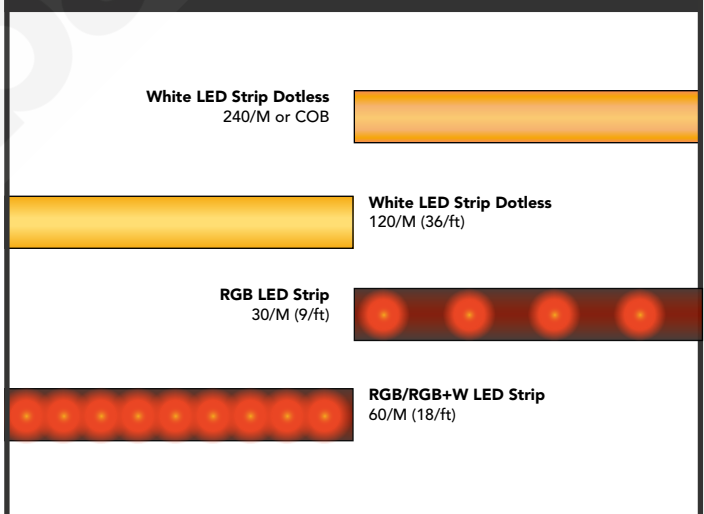 White LED Strip Dotless
240/M or COB
White LED Strip Dotless
120/M (36/ft)
RGB LED Strip
30/M (9/ft)
RGB/RGB+W LED Strip
60/M (18/ft)